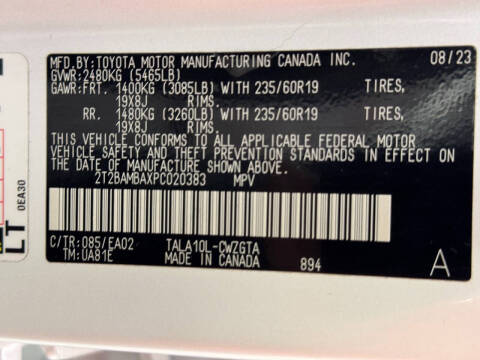 MFD.BY:TOYOTA MOTOR MANUFACTURING CANADA INC. 08/23
GVWR:2480KG (5465LB)
GAWR:FRT. 1400KG (3085LB) WITH 235/60R19 TIRES,
19X8J RIMS.
RR. 1480KG (3260LB) WITH 235/60R19 TIRES,
19X8J RIMS.
THIS VEHICLE CONFORMS TO ALL APPLICABLE FEDERAL MOTOR
VEHICLE SAFETY AND THEFT PREVENTION STANDARDS IN EFFECT ON
THE DATE OF MANUFACTURE SHOWN ABOVE.
2T2BAMBAXPC020383 MPV
C/TR:085/EA02 TALA10L-CWZGTA
TM:UA81E MADE IN CANADA 894 A
0EA30
LT